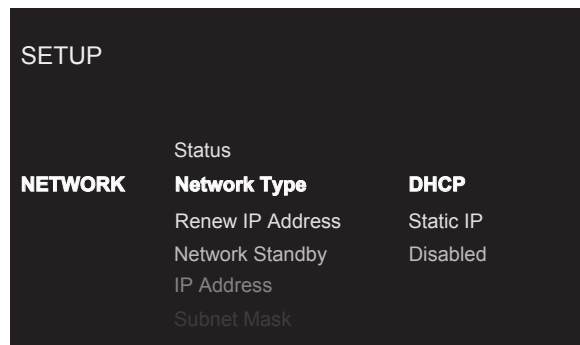 SETUP
Status
NETWORK Network Type DHCP
Renew IP Address Static IP
Network Standby Disabled
IP Address
Subnet Mask